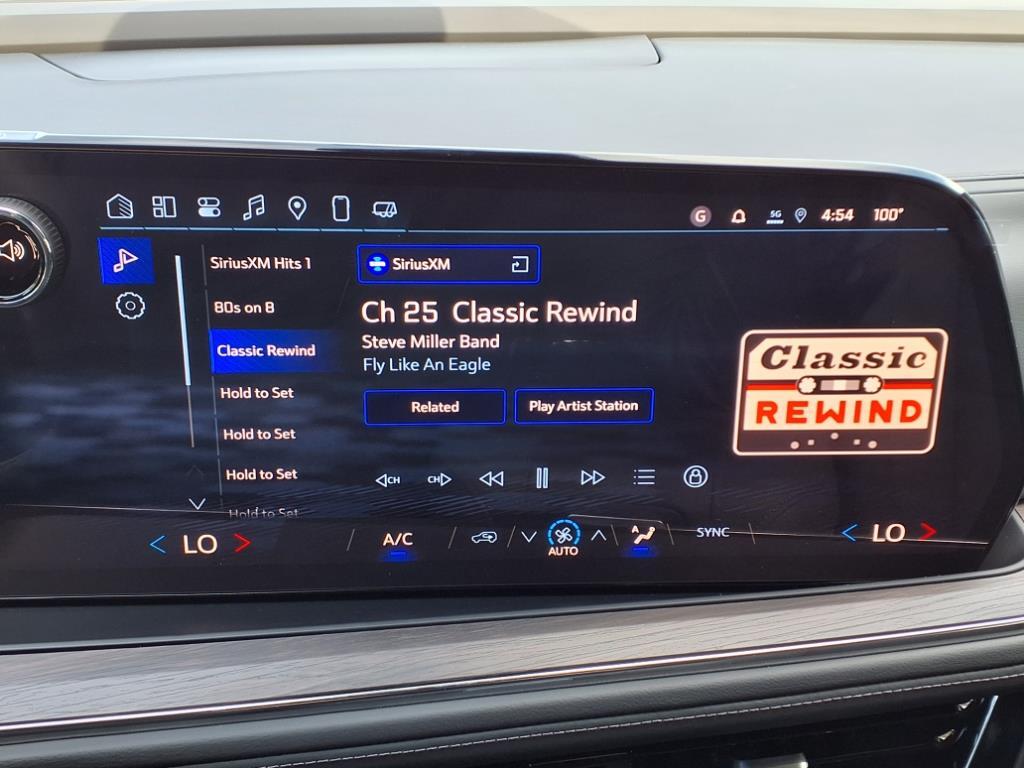 G 5G 4:54 100°
SiriusXM Hits 1
80s on 8
Classic Rewind
Hold to Set
Hold to Set
Hold to Set
Hold to Set
SiriusXM
Ch 25 Classic Rewind
Steve Miller Band
Fly Like An Eagle
Related
Play Artist Station
Classic
REWIND
CH
CH
LO
A/C
AUTO
A
SYNC
LO